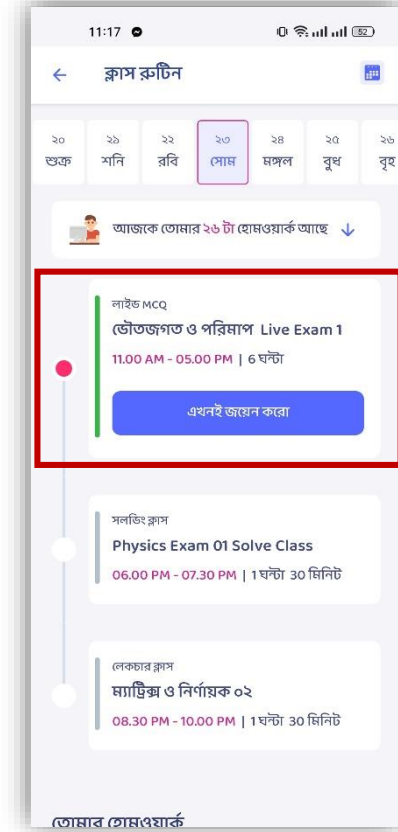 11:17
52
ক্লাস রুটিন
২০ ২১ ২২ ২৩ ২৪ ২৫ ২৬
শুক্র শনি রবি সোম মঙ্গল বুধ বৃহ
আজকে তোমার ২৬ টা হোমওয়ার্ক আছে
লাইভ MCQ
ভৌতজগত ও পরিমাপ Live Exam 1
11.00 AM - 05.00 PM | 6 ঘন্টা
এখনই জয়েন করো
সলভিং ক্লাস
Physics Exam 01 Solve Class
06.00 PM - 07.30 PM | 1 ঘন্টা 30 মিনিট
লেকচার ক্লাস
ম্যাট্রিক্স ও নির্ণায়ক ০২
08.30 PM - 10.00 PM | 1 ঘন্টা 30 মিনিট
তোমার হোমওয়ার্ক